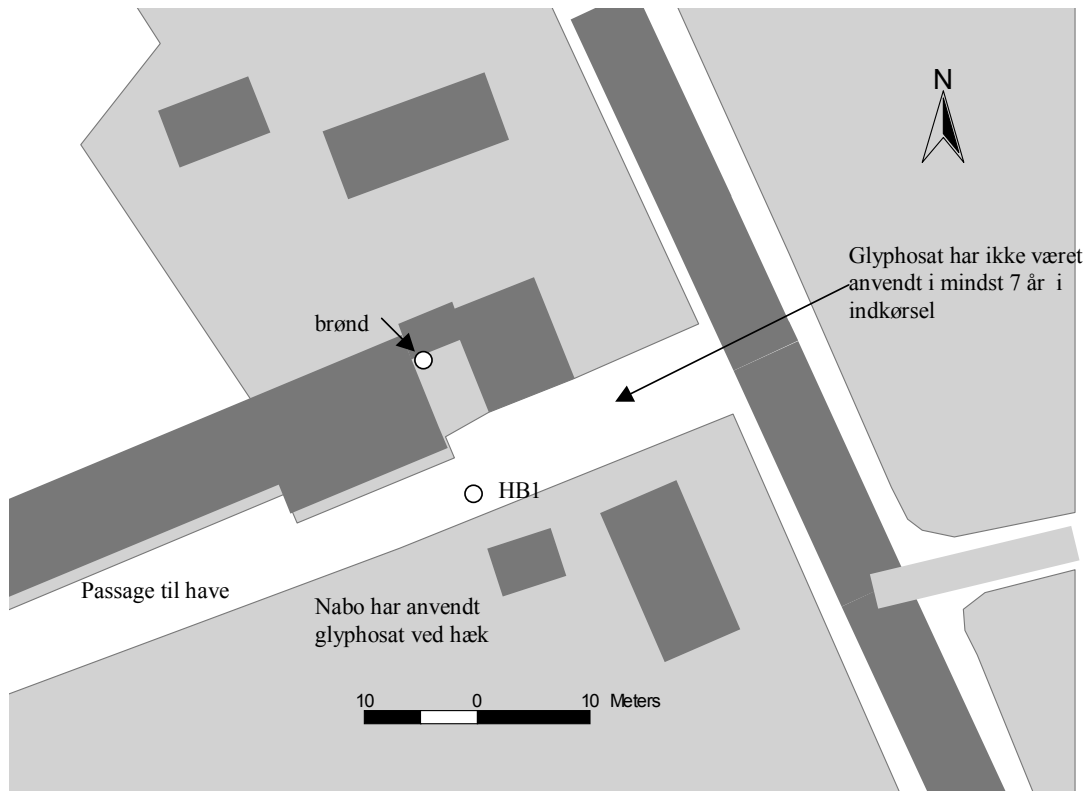 N
Glyphosat har ikke været
anvendt i mindst 7 år i
indkørsel
brønd
HB1
Passage til have
Nabo har anvendt
glyphosat ved hæk
10 0 10 Meters